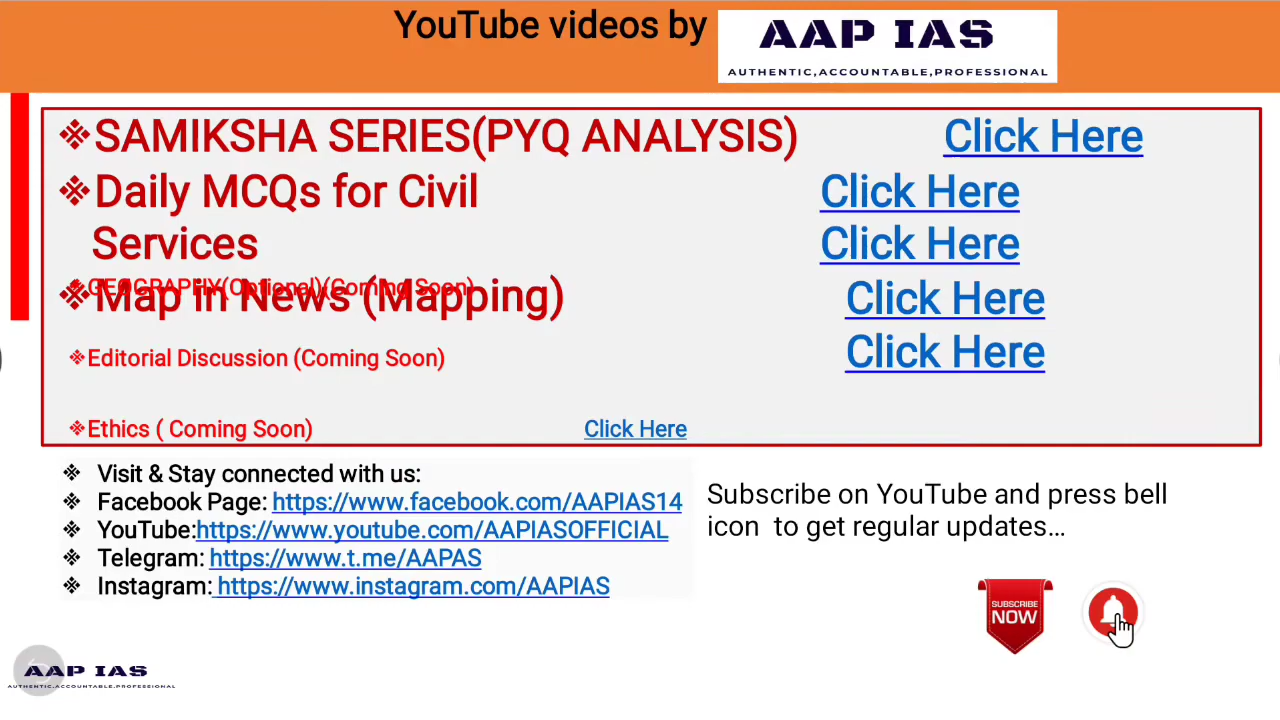 YouTube videos by AAP IAS
AUTHENTIC,ACCOUNTABLE,PROFESSIONAL
❖SAMIKSHA SERIES(PYQ ANALYSIS) Click Here
❖Daily MCQs for Civil Click Here
Services Click Here
❖GEOGRAPHY(Optional)(Coming Soon)
❖Map in News (Mapping) Click Here
❖Editorial Discussion (Coming Soon) Click Here
❖Ethics ( Coming Soon) Click Here
❖ Visit & Stay connected with us:
❖ Facebook Page: https://www.facebook.com/AAPIAS14
❖ YouTube:https://www.youtube.com/AAPIASOFFICIAL
❖ Telegram: https://www.t.me/AAPAS
❖ Instagram: https://www.instagram.com/AAPIAS
Subscribe on YouTube and press bell
icon to get regular updates…
SUBSCRIBE
NOW
AAP IAS
AUTHENTIC,ACCOUNTABLE,PROFESSIONAL